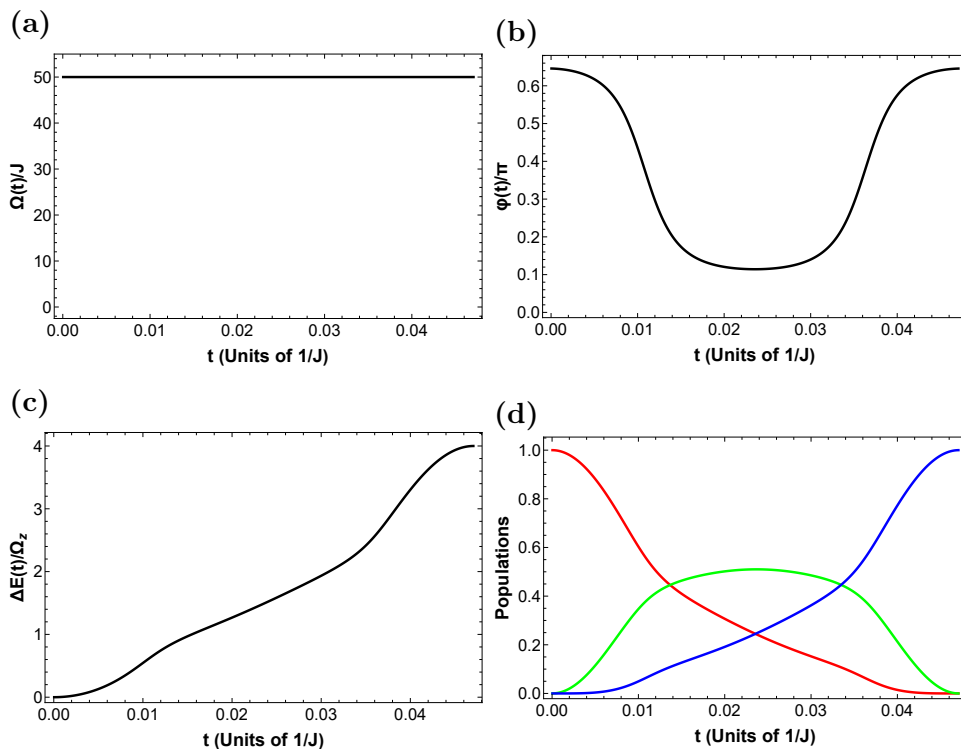 (a)
Ω(t)/J
50
40
30
20
10
0
0.00 0.01 0.02 0.03 0.04
t (Units of 1/J)
(b)
φ(t)/π
0.6
0.5
0.4
0.3
0.2
0.1
0.0
0.00 0.01 0.02 0.03 0.04
t (Units of 1/J)
(c)
ΔE(t)/Ωz
4
3
2
1
0
0.00 0.01 0.02 0.03 0.04
t (Units of 1/J)
(d)
Populations
1.0
0.8
0.6
0.4
0.2
0.0
0.00 0.01 0.02 0.03 0.04
t (Units of 1/J)